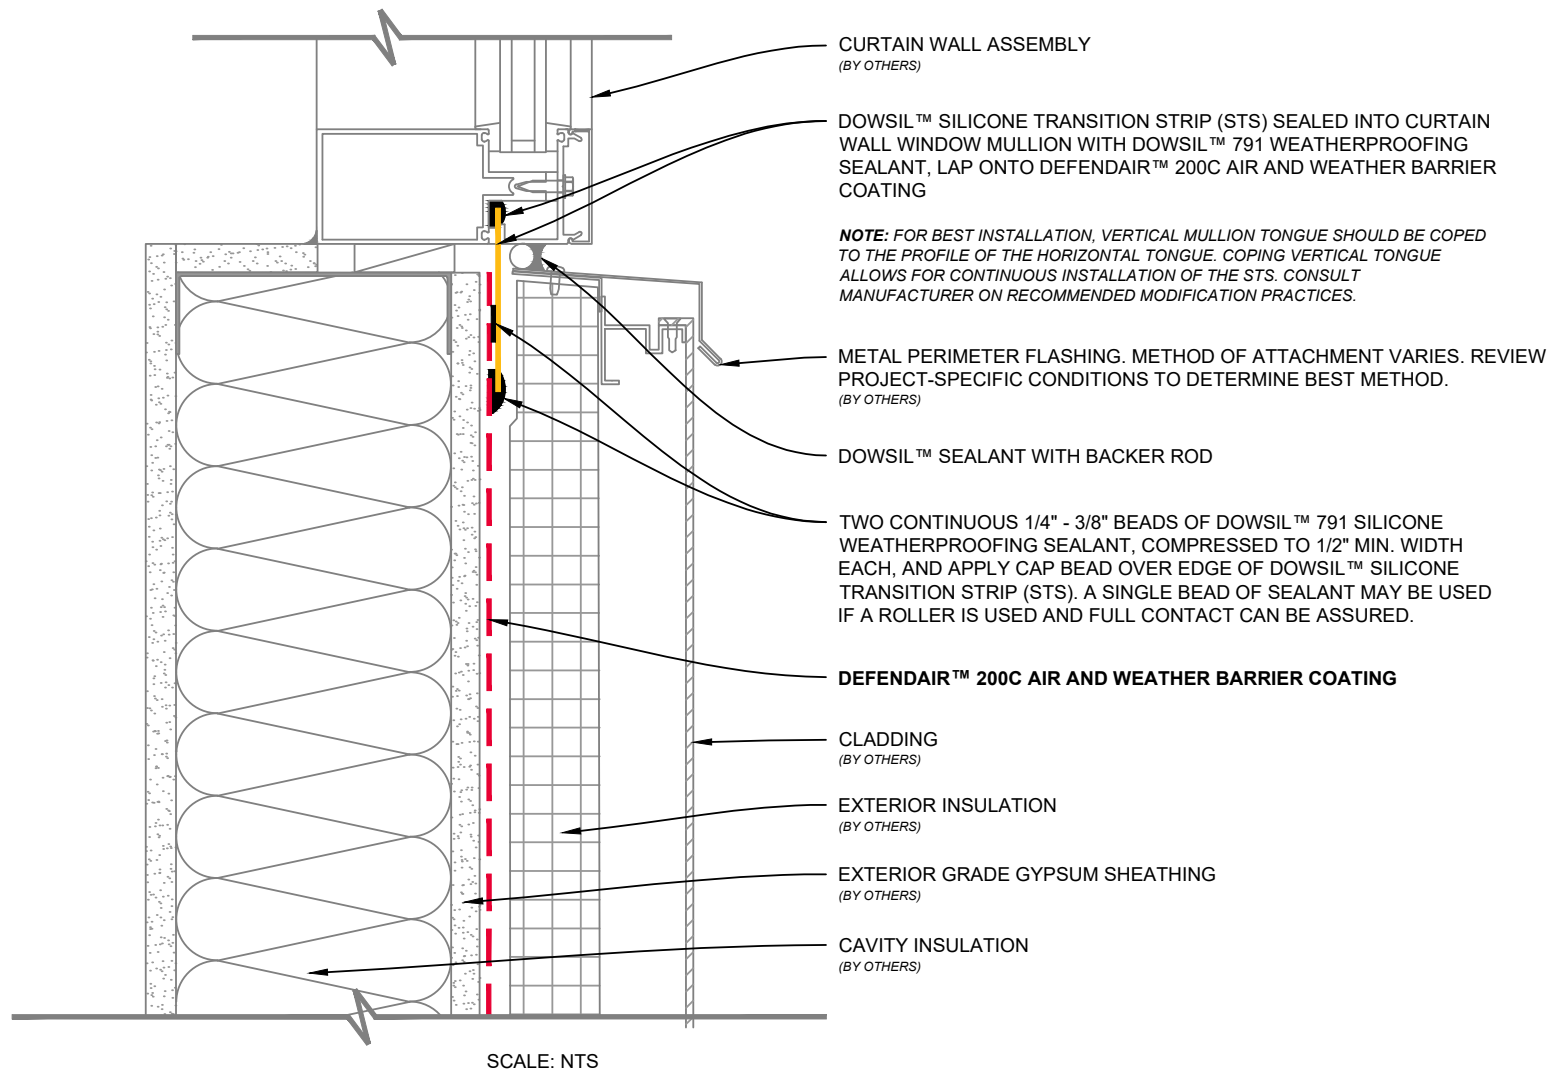 CURTAIN WALL ASSEMBLY
(BY OTHERS)
DOWSIL™ SILICONE TRANSITION STRIP (STS) SEALED INTO CURTAIN
WALL WINDOW MULLION WITH DOWSIL™ 791 WEATHERPROOFING
SEALANT, LAP ONTO DEFENDAIR™ 200C AIR AND WEATHER BARRIER
COATING
NOTE: FOR BEST INSTALLATION, VERTICAL MULLION TONGUE SHOULD BE COPED
TO THE PROFILE OF THE HORIZONTAL TONGUE. COPING VERTICAL TONGUE
ALLOWS FOR CONTINUOUS INSTALLATION OF THE STS. CONSULT
MANUFACTURER ON RECOMMENDED MODIFICATION PRACTICES.
METAL PERIMETER FLASHING. METHOD OF ATTACHMENT VARIES. REVIEW
PROJECT-SPECIFIC CONDITIONS TO DETERMINE BEST METHOD.
(BY OTHERS)
DOWSIL™ SEALANT WITH BACKER ROD
TWO CONTINUOUS 1/4" - 3/8" BEADS OF DOWSIL™ 791 SILICONE
WEATHERPROOFING SEALANT, COMPRESSED TO 1/2" MIN. WIDTH
EACH, AND APPLY CAP BEAD OVER EDGE OF DOWSIL™ SILICONE
TRANSITION STRIP (STS). A SINGLE BEAD OF SEALANT MAY BE USED
IF A ROLLER IS USED AND FULL CONTACT CAN BE ASSURED.
DEFENDAIR™ 200C AIR AND WEATHER BARRIER COATING
CLADDING
(BY OTHERS)
EXTERIOR INSULATION
(BY OTHERS)
EXTERIOR GRADE GYPSUM SHEATHING
(BY OTHERS)
CAVITY INSULATION
(BY OTHERS)
SCALE: NTS